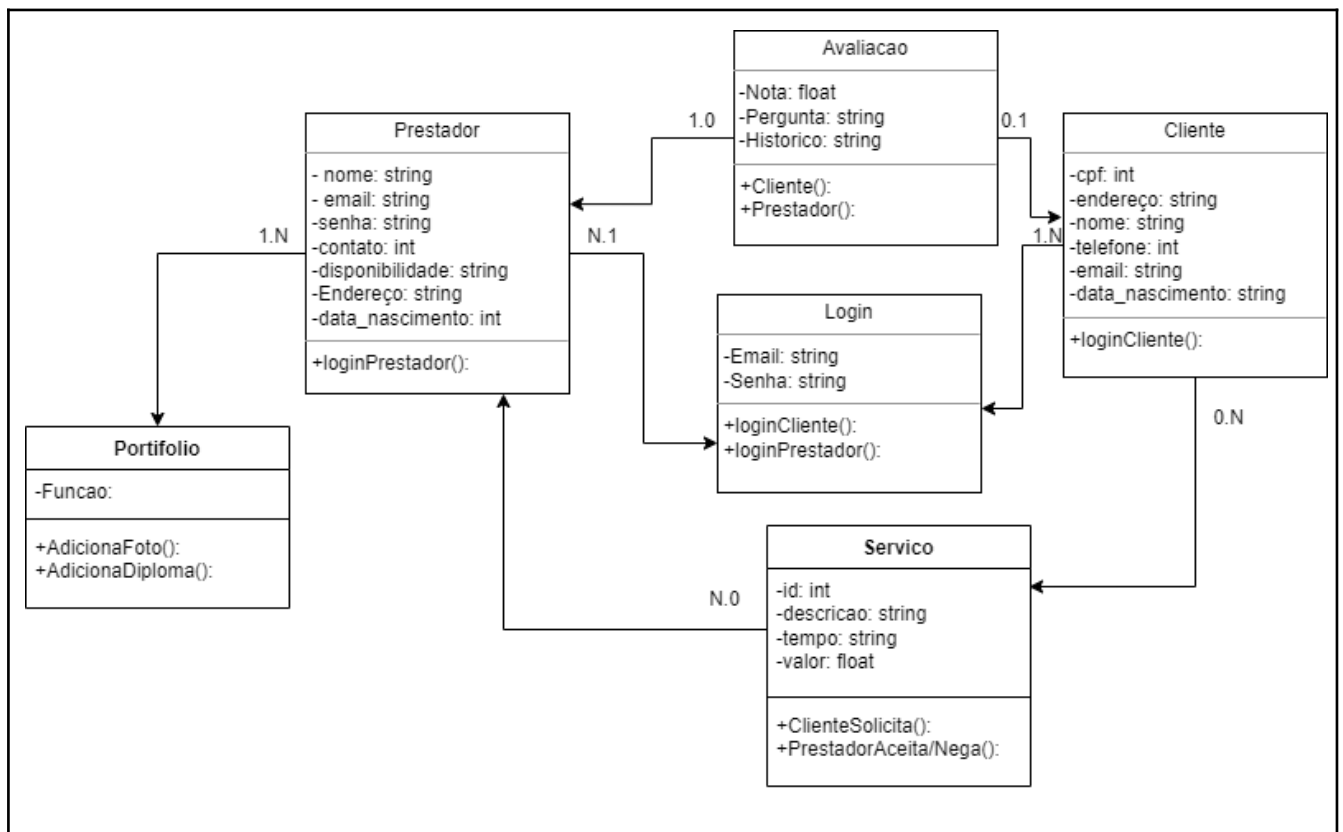 Avaliacao
-Nota: float
-Pergunta: string
-Historico: string
+Cliente():
+Prestador():
1.0
0.1
Prestador
- nome: string
- email: string
-senha: string
-contato: int
-disponibilidade: string
-Endereço: string
-data_nascimento: int
+loginPrestador():
Cliente
-cpf: int
-endereço: string
-nome: string
-telefone: int
-email: string
-data_nascimento: string
+loginCliente():
1.N
N.1
1.N
Login
-Email: string
-Senha: string
+loginCliente():
+loginPrestador():
0.N
Portifolio
-Funcao:
+AdicionaFoto():
+AdicionaDiploma():
N.0
Servico
-id: int
-descricao: string
-tempo: string
-valor: float
+ClienteSolicita():
+PrestadorAceita/Nega():